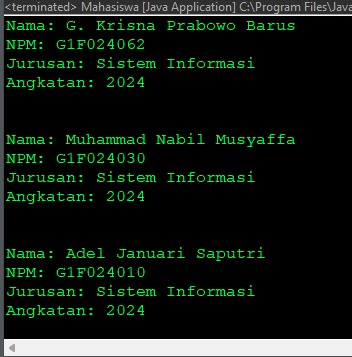 <terminated> Mahasiswa [Java Application] C:\Program Files\Java
Nama: G. Krisna Prabowo Barus
NPM: G1F024062
Jurusan: Sistem Informasi
Angkatan: 2024
Nama: Muhammad Nabil Musyaffa
NPM: G1F024030
Jurusan: Sistem Informasi
Angkatan: 2024
Nama: Adel Januari Saputri
NPM: G1F024010
Jurusan: Sistem Informasi
Angkatan: 2024